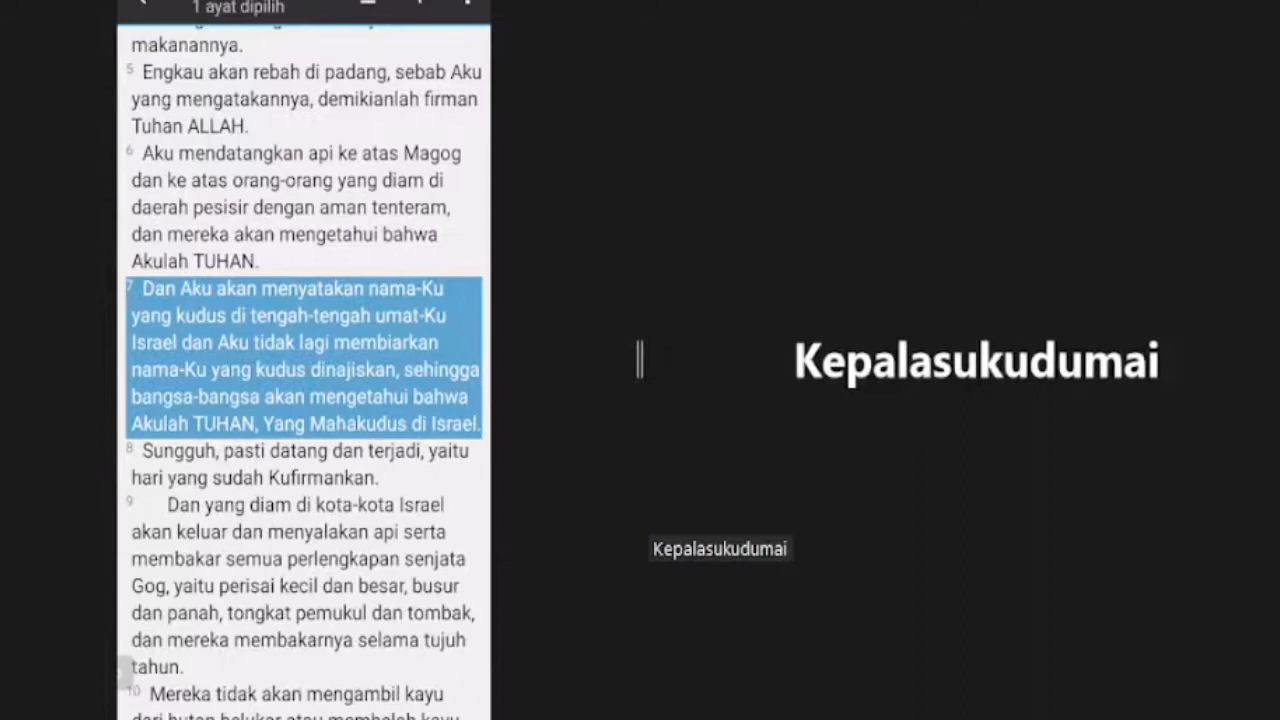 1 ayat dipilih
makanannya.
5 Engkau akan rebah di padang, sebab Aku
yang mengatakannya, demikianlah firman
Tuhan ALLAH.
6 Aku mendatangkan api ke atas Magog
dan ke atas orang-orang yang diam di
daerah pesisir dengan aman tenteram,
dan mereka akan mengetahui bahwa
Akulah TUHAN.
7 Dan Aku akan menyatakan nama-Ku
yang kudus di tengah-tengah umat-Ku
Israel dan Aku tidak lagi membiarkan
nama-Ku yang kudus dinajiskan, sehingga
bangsa-bangsa akan mengetahui bahwa
Akulah TUHAN, Yang Mahakudus di Israel.
8 Sungguh, pasti datang dan terjadi, yaitu
hari yang sudah Kufirmankan.
9 Dan yang diam di kota-kota Israel
akan keluar dan menyalakan api serta
membakar semua perlengkapan senjata
Gog, yaitu perisai kecil dan besar, busur
dan panah, tongkat pemukul dan tombak,
dan mereka membakarnya selama tujuh
tahun.
10 Mereka tidak akan mengambil kayu
dari hutan belukar atau membelah kayu
Kepalasukudumai
Kepalasukudumai